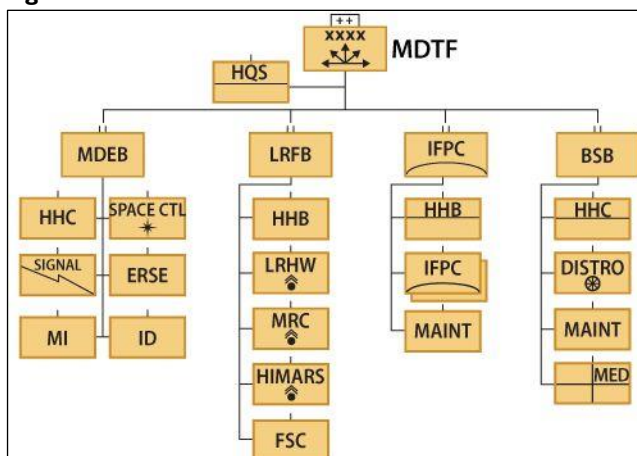 ++
XXXX
MDTF
HQS
MDEB
LRFB
IFPC
BSB
HHC
SPACE CTL
HHB
HHB
HHC
SIGNAL
ERSE
LRHW
IFPC
DISTRO
MI
ID
MRC
MAINT
MAINT
HIMARS
MED
FSC